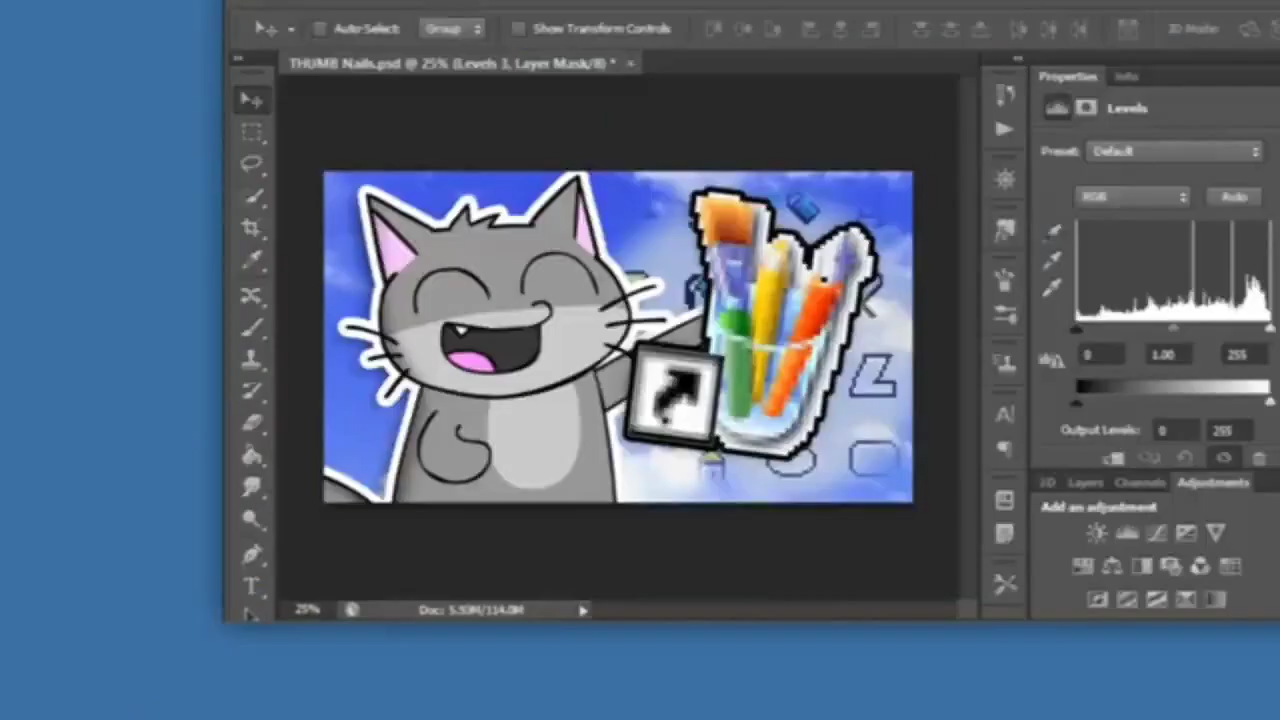 Auto-Select: Group Show Transform Controls 3D Mode:
THUMB Nails.psd @ 25% (Levels 1, Layer Mask/8) * ×
Properties Info
Levels
Preset: Default
RGB Auto
0 1.00 255
Output Levels: 0 255
3D Layers Channels Adjustments
Add an adjustment
A
T
25% Doc: 5.93M/114.0M